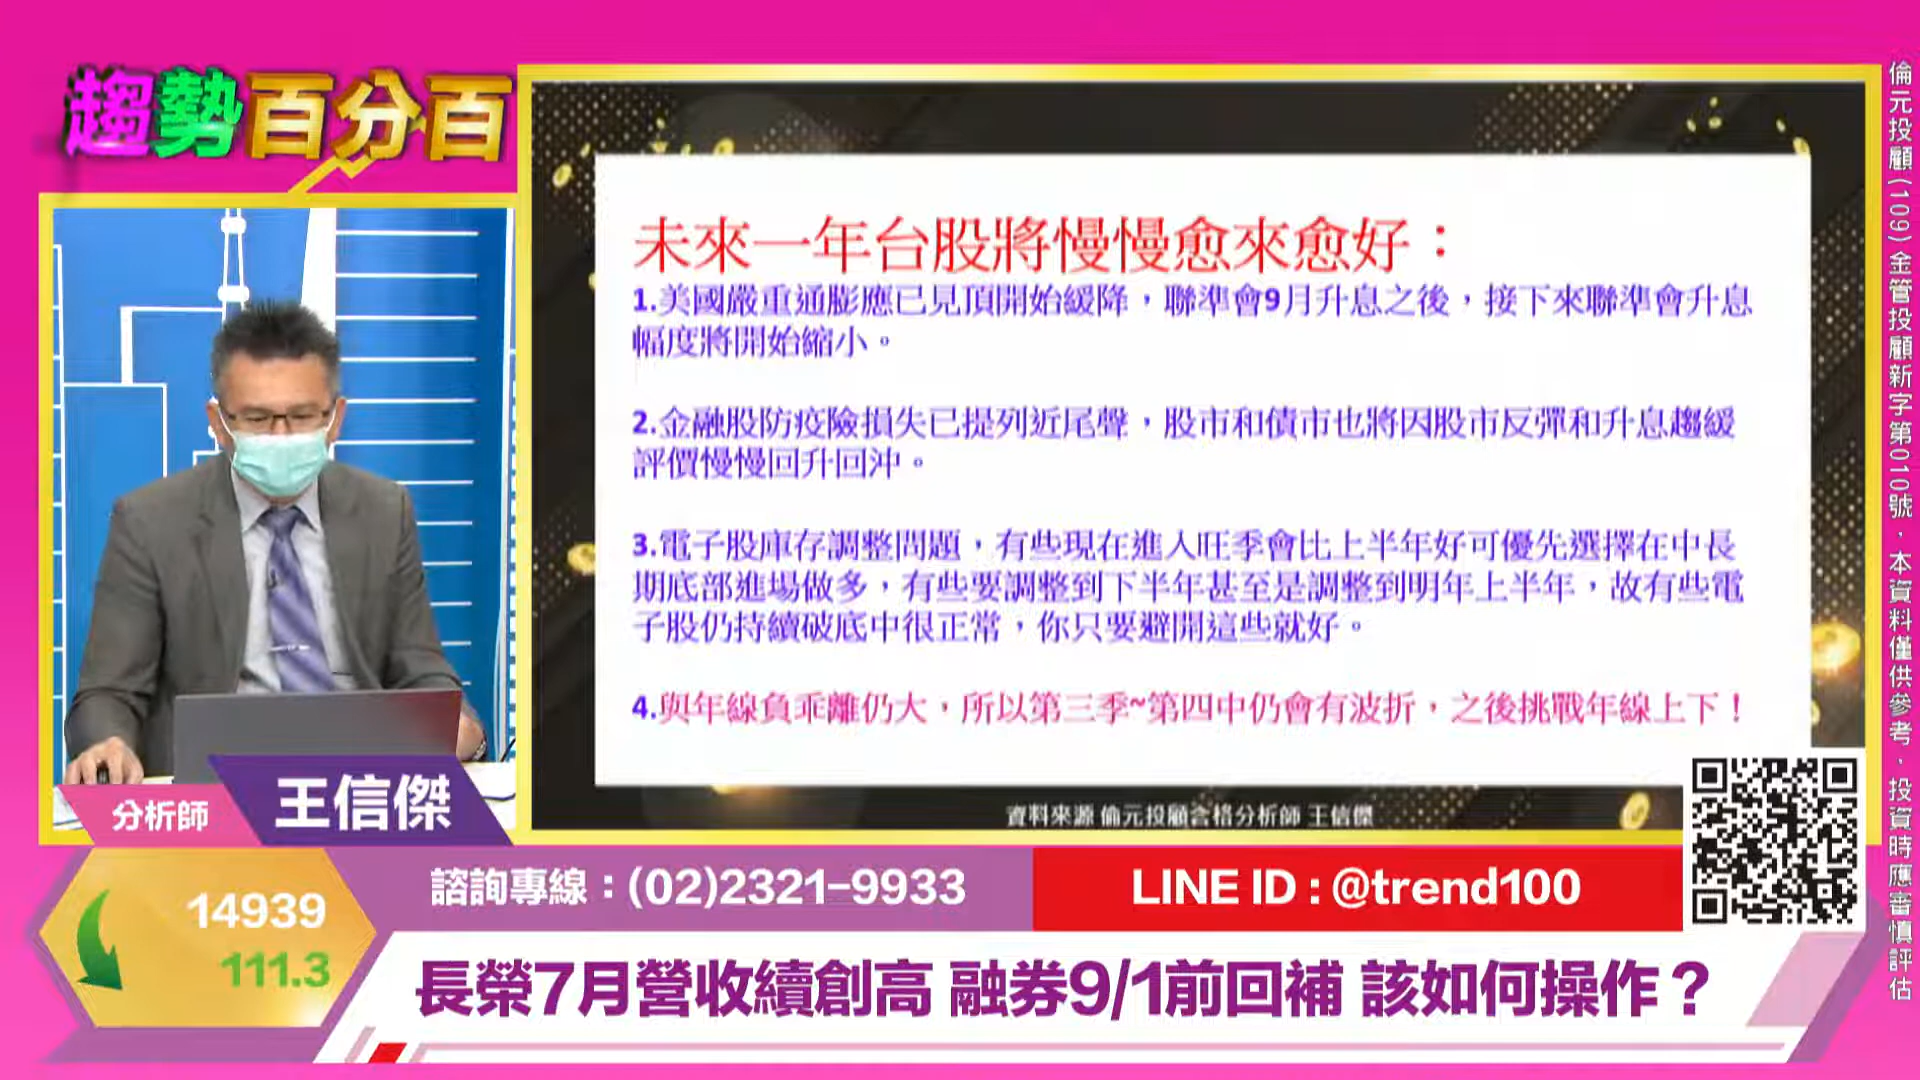 趨勢百分百
未來一年台股將慢慢愈來愈好：
1.美國嚴重通膨應已見頂開始緩降，聯準會9月升息之後，接下來聯準會升息
幅度將開始縮小。
2.金融股防疫險損失已提列近尾聲，股市和債市也將因股市反彈和升息趨緩
評價慢慢回升回沖。
3.電子股庫存調整問題，有些現在進入旺季會比上半年好可優先選擇在中長
期底部進場做多，有些要調整到下半年甚至是調整到明年上半年，故有些電
子股仍持續破底中很正常，你只要避開這些就好。
4.與年線負乖離仍大，所以第三季~第四中仍會有波折，之後挑戰年線上下！
資料來源 倫元投顧合格分析師 王信傑
分析師 王信傑
14939
111.3
諮詢專線：(02)2321-9933
LINE ID : @trend100
長榮7月營收續創高 融券9/1前回補 該如何操作？
倫元投顧(109)金管投顧新字第010號．本資料僅供參考．投資時應審慎評估